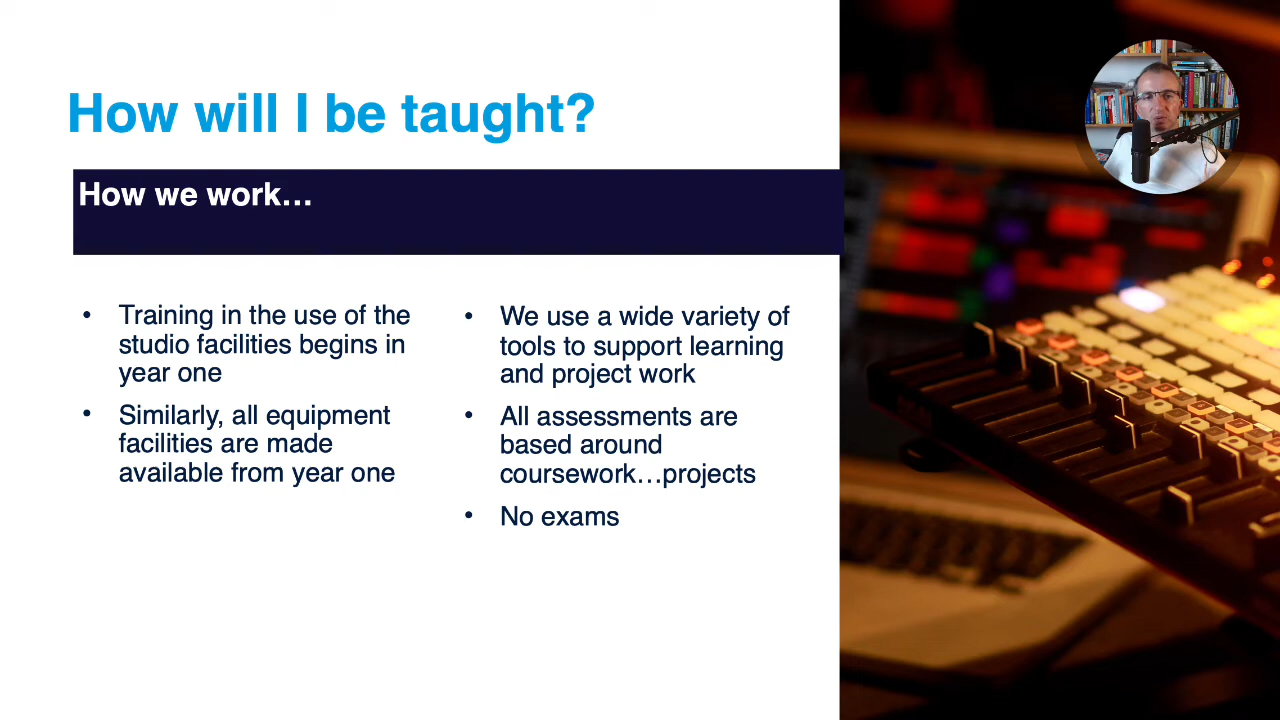 How will I be taught?
How we work...
• Training in the use of the
studio facilities begins in
year one
• Similarly, all equipment
facilities are made
available from year one
• We use a wide variety of
tools to support learning
and project work
• All assessments are
based around
coursework...projects
• No exams